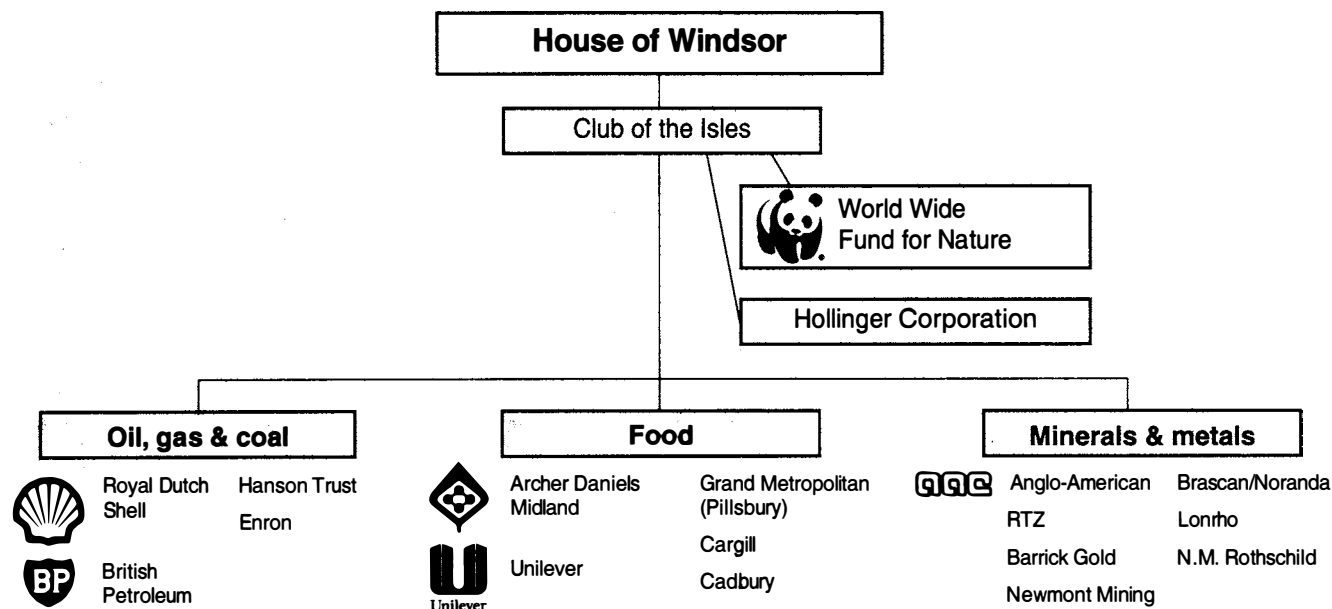 House of Windsor
Club of the Isles
World Wide
Fund for Nature
Hollinger Corporation
Oil, gas & coal
Royal Dutch
Shell
Hanson Trust
Enron
BP
British
Petroleum
Food
Archer Daniels
Midland
Unilever
Unilever
Grand Metropolitan
(Pillsbury)
Cargill
Cadbury
Minerals & metals
aac
Anglo-American
RTZ
Barrick Gold
Newmont Mining
Brascan/Noranda
Lonrho
N.M. Rothschild